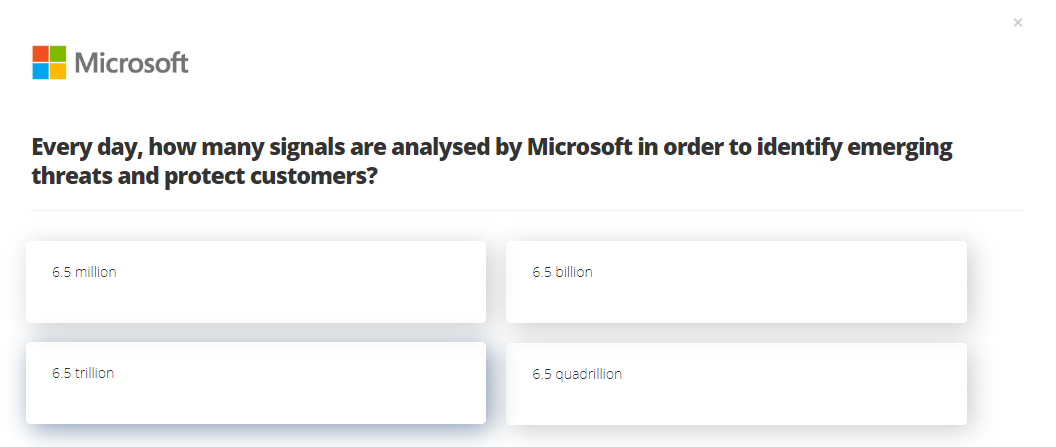 ×
Microsoft
Every day, how many signals are analysed by Microsoft in order to identify emerging
threats and protect customers?
6.5 million
6.5 billion
6.5 trillion
6.5 quadrillion